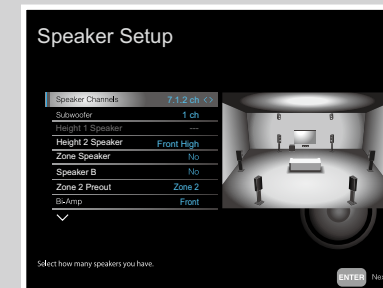 Speaker Setup
Speaker Channels 7.1.2 ch <>
Subwoofer 1 ch
Height 1 Speaker ---
Height 2 Speaker Front High
Zone Speaker No
Speaker B No
Zone 2 Preout Zone 2
Bi-Amp Front
Select how many speakers you have.
ENTER Nex